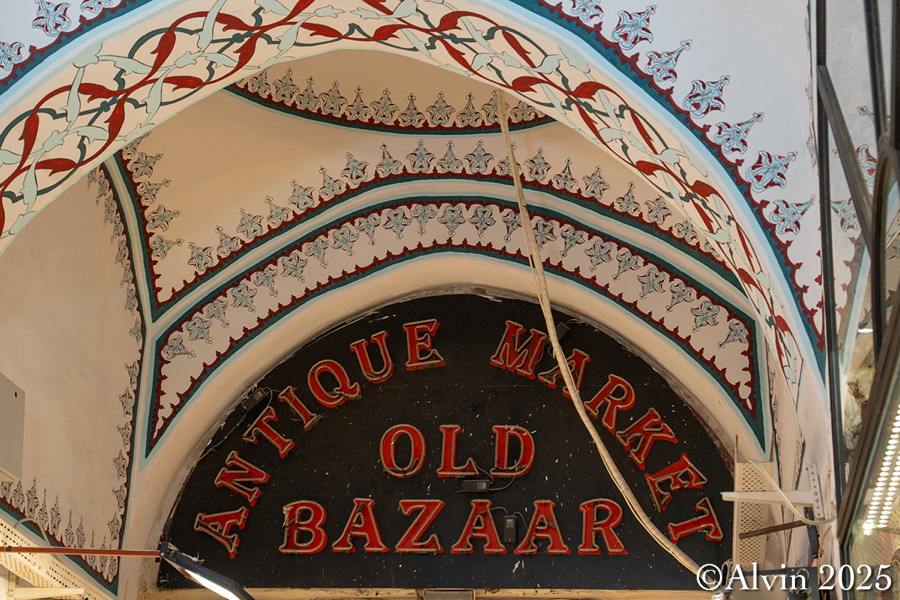 ANTIQUE MARKET
OLD
BAZAAR
©Alvin 2025